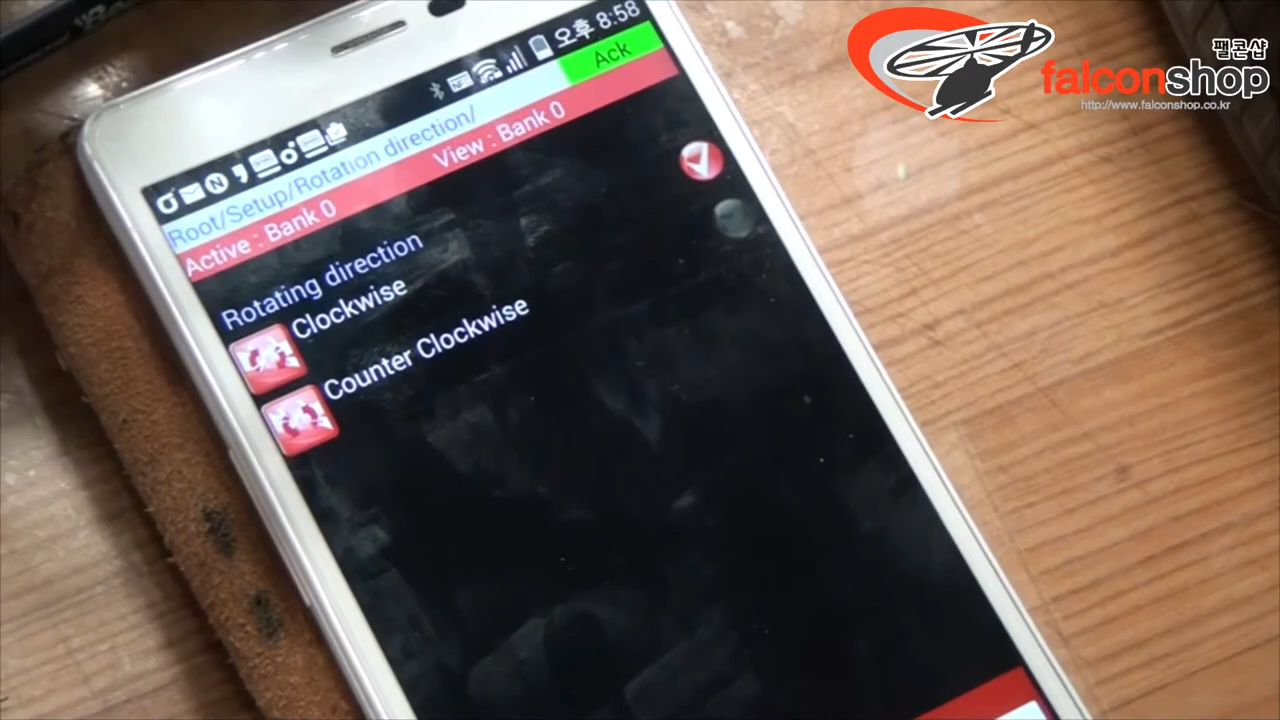 오후 8:58
Root/Setup/Rotation direction/
Ack
Active : Bank 0
View : Bank 0
Rotating direction
Clockwise
Counter Clockwise
팰콘샵
falconshop
http://www.falconshop.co.kr